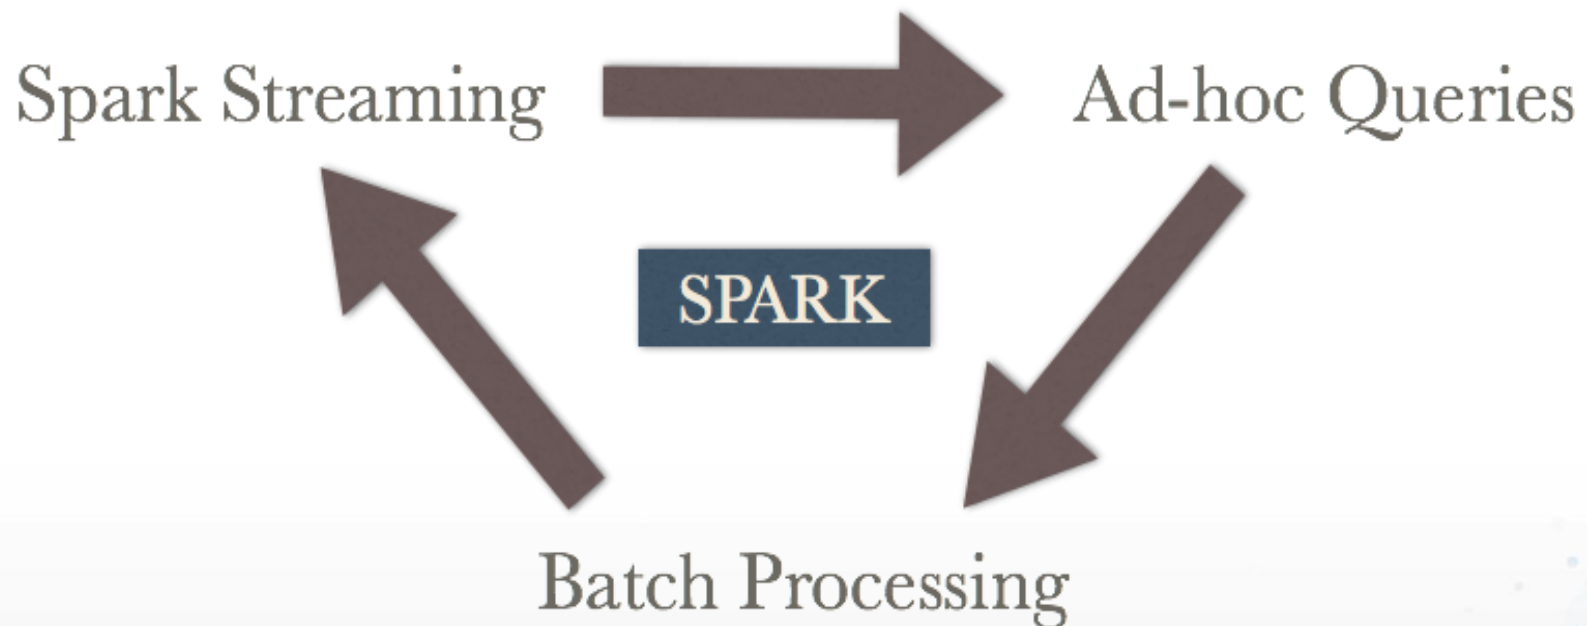 Spark Streaming
Ad-hoc Queries
SPARK
Batch Processing